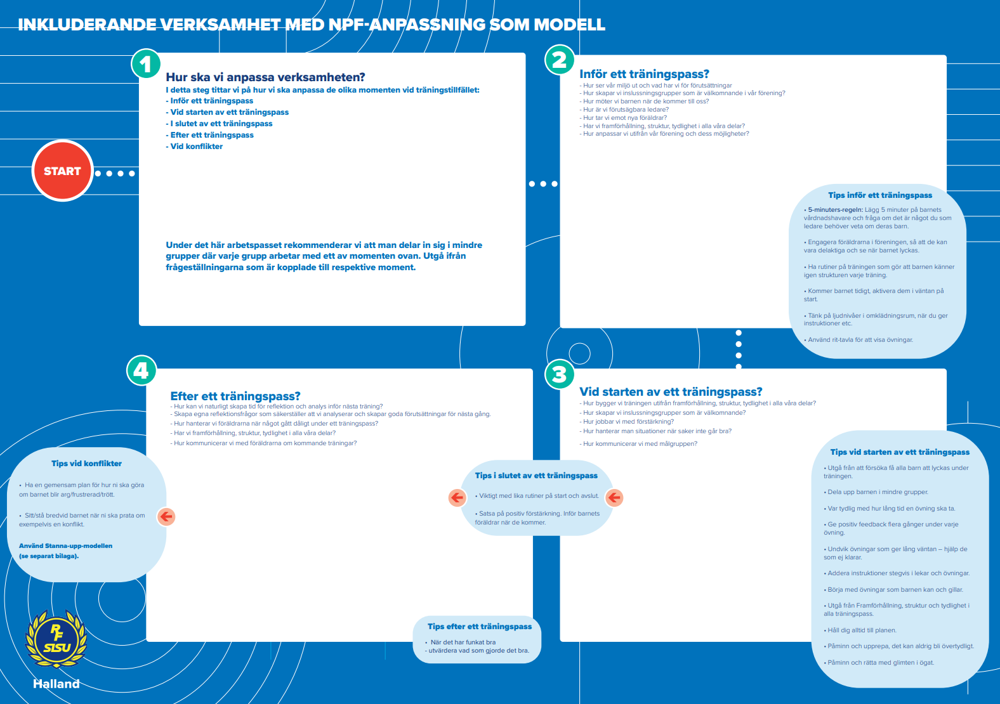 INKLUDERANDE VERKSAMHET MED NPF-ANPASSNING SOM MODELL
START
1
Hur ska vi anpassa verksamheten?
I detta steg tittar vi på hur vi ska anpassa de olika momenten vid träningstillfället:
- Inför ett träningspass
- Vid starten av ett träningspass
- I slutet av ett träningspass
- Efter ett träningspass
- Vid konflikter
Under det här arbetspasset rekommenderar vi att man delar in sig i mindre
grupper där varje grupp arbetar med ett av momenten ovan. Utgå ifrån
frågeställningarna som är kopplade till respektive moment.
2
Inför ett träningspass?
- Hur ser vår miljö ut och vad har vi för förutsättningar
- Hur skapar vi inslussningsgrupper som är välkomnande i vår förening?
- Hur möter vi barnen när de kommer till oss?
- Hur är vi förutsägbara ledare?
- Hur tar vi emot nya föräldrar?
- Har vi framförhållning, struktur, tydlighet i alla våra delar?
- Hur anpassar vi utifrån vår förening och dess möjligheter?
Tips inför ett träningspass
• 5-minuters-regeln: Lägg 5 minuter på barnets
vårdnadshavare och fråga om det är något du som
ledare behöver veta om deras barn.
• Engagera föräldrarna i föreningen, så att de kan
vara delaktiga och se när barnet lyckas.
• Ha rutiner på träningen som gör att barnen känner
igen strukturen varje träning.
• Kommer barnet tidigt, aktivera dem i väntan på
start.
• Tänk på ljudnivåer i omklädningsrum, när du ger
instruktioner etc.
• Använd rit-tavla för att visa övningar.
3
Vid starten av ett träningspass?
- Hur bygger vi träningen utifrån framförhållning, struktur, tydlighet i alla våra delar?
- Hur skapar vi inslussningsgrupper som är välkomnande?
- Hur jobbar vi med förstärkning?
- Hur hanterar man situationer när saker inte går bra?
- Hur kommunicerar vi med målgruppen?
Tips vid starten av ett träningspass
• Utgå från att försöka få alla barn att lyckas under
träningen.
• Dela upp barnen i mindre grupper.
• Var tydlig med hur lång tid en övning ska ta.
• Ge positiv feedback flera gånger under varje
övning.
• Undvik övningar som ger lång väntan – hjälp de
som ej klarar.
• Addera instruktioner stegvis i lekar och övningar.
• Börja med övningar som barnen kan och gillar.
• Utgå från Framförhållning, struktur och tydlighet i
alla träningspass.
• Håll dig alltid till planen.
• Påminn och upprepa, det kan aldrig bli övertydligt.
• Påminn och rätta med glimten i ögat.
Tips i slutet av ett träningspass
• Viktigt med lika rutiner på start och avslut.
• Satsa på positiv förstärkning. Inför barnets
föräldrar när de kommer.
4
Efter ett träningspass?
- Hur kan vi naturligt skapa tid för reflektion och analys inför nästa träning?
- Skapa egna reflektionsfrågor som säkerställer att vi analyserar och skapar goda förutsättningar för nästa gång.
- Hur hanterar vi föräldrarna när något gått dåligt under ett träningspass?
- Har vi framförhållning, struktur, tydlighet i alla våra delar?
- Hur kommunicerar vi med föräldrarna om kommande träningar?
Tips efter ett träningspass
• När det har funkat bra
- utvärdera vad som gjorde det bra.
Tips vid konflikter
• Ha en gemensam plan för hur ni ska göra
om barnet blir arg/frustrerad/trött.
• Sitt/stå bredvid barnet när ni ska prata om
exempelvis en konflikt.
Använd Stanna-upp-modellen
(se separat bilaga).
RF
SISU
Halland